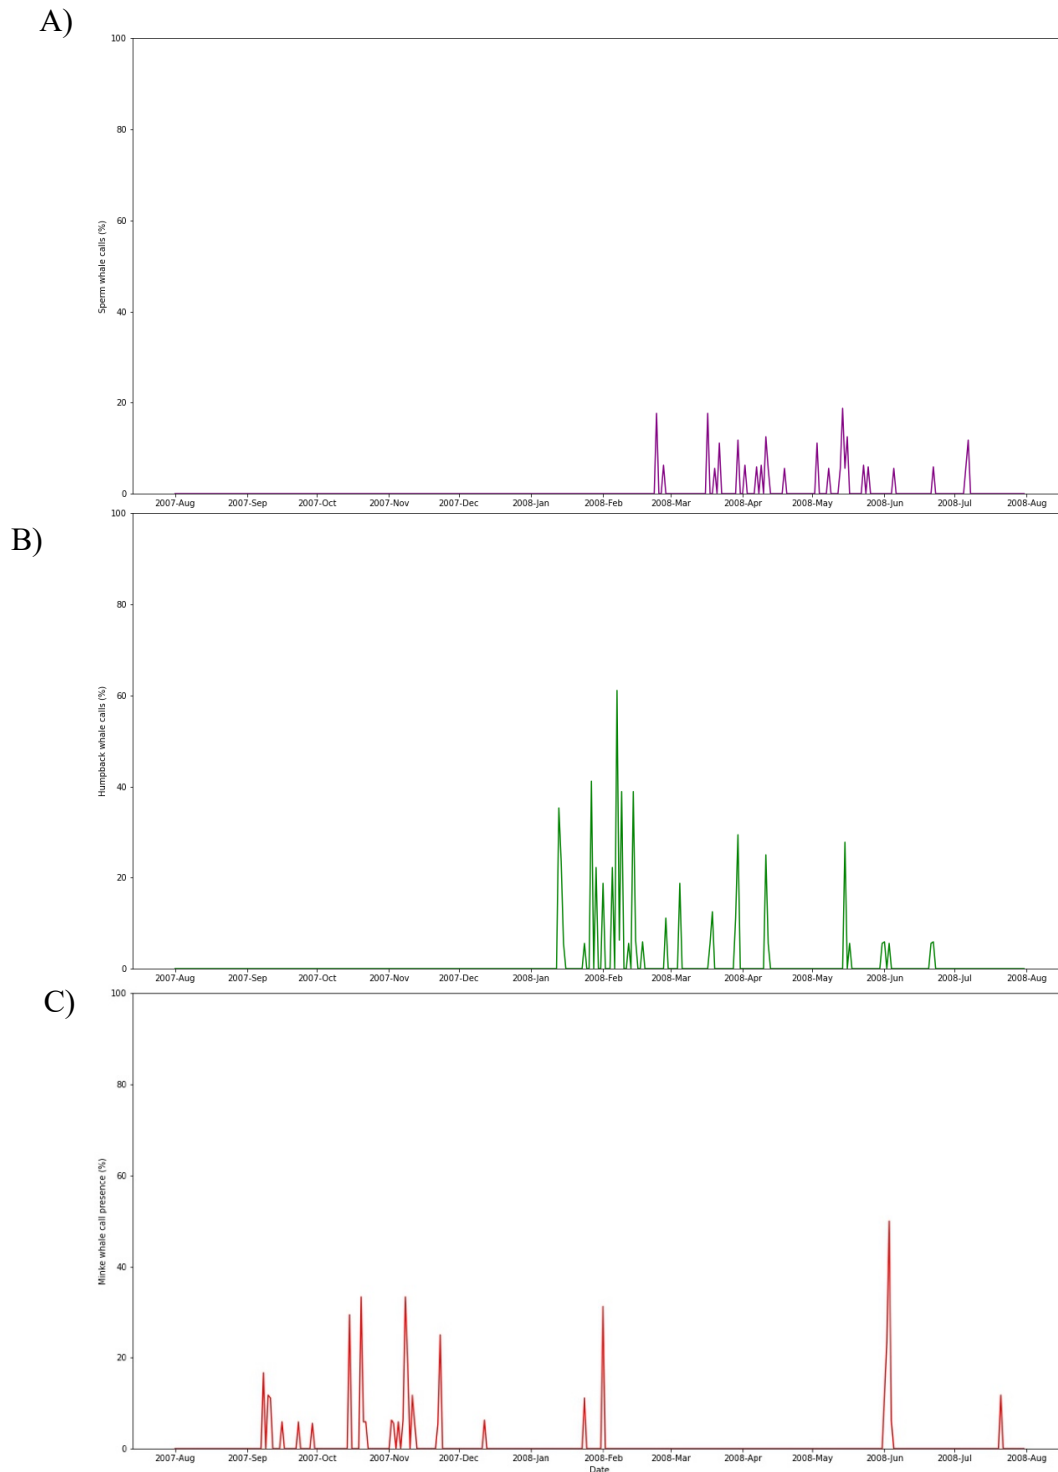 A)
100
80
60
40
20
0
Sperm whale calls (%)
2007-Aug 2007-Sep 2007-Oct 2007-Nov 2007-Dec 2008-Jan 2008-Feb 2008-Mar 2008-Apr 2008-May 2008-Jun 2008-Jul 2008-Aug
B)
100
80
60
40
20
0
Humpback whale calls (%)
2007-Aug 2007-Sep 2007-Oct 2007-Nov 2007-Dec 2008-Jan 2008-Feb 2008-Mar 2008-Apr 2008-May 2008-Jun 2008-Jul 2008-Aug
C)
100
80
60
40
20
0
Minke whale call presence (%)
2007-Aug 2007-Sep 2007-Oct 2007-Nov 2007-Dec 2008-Jan 2008-Feb 2008-Mar 2008-Apr 2008-May 2008-Jun 2008-Jul 2008-Aug
Date